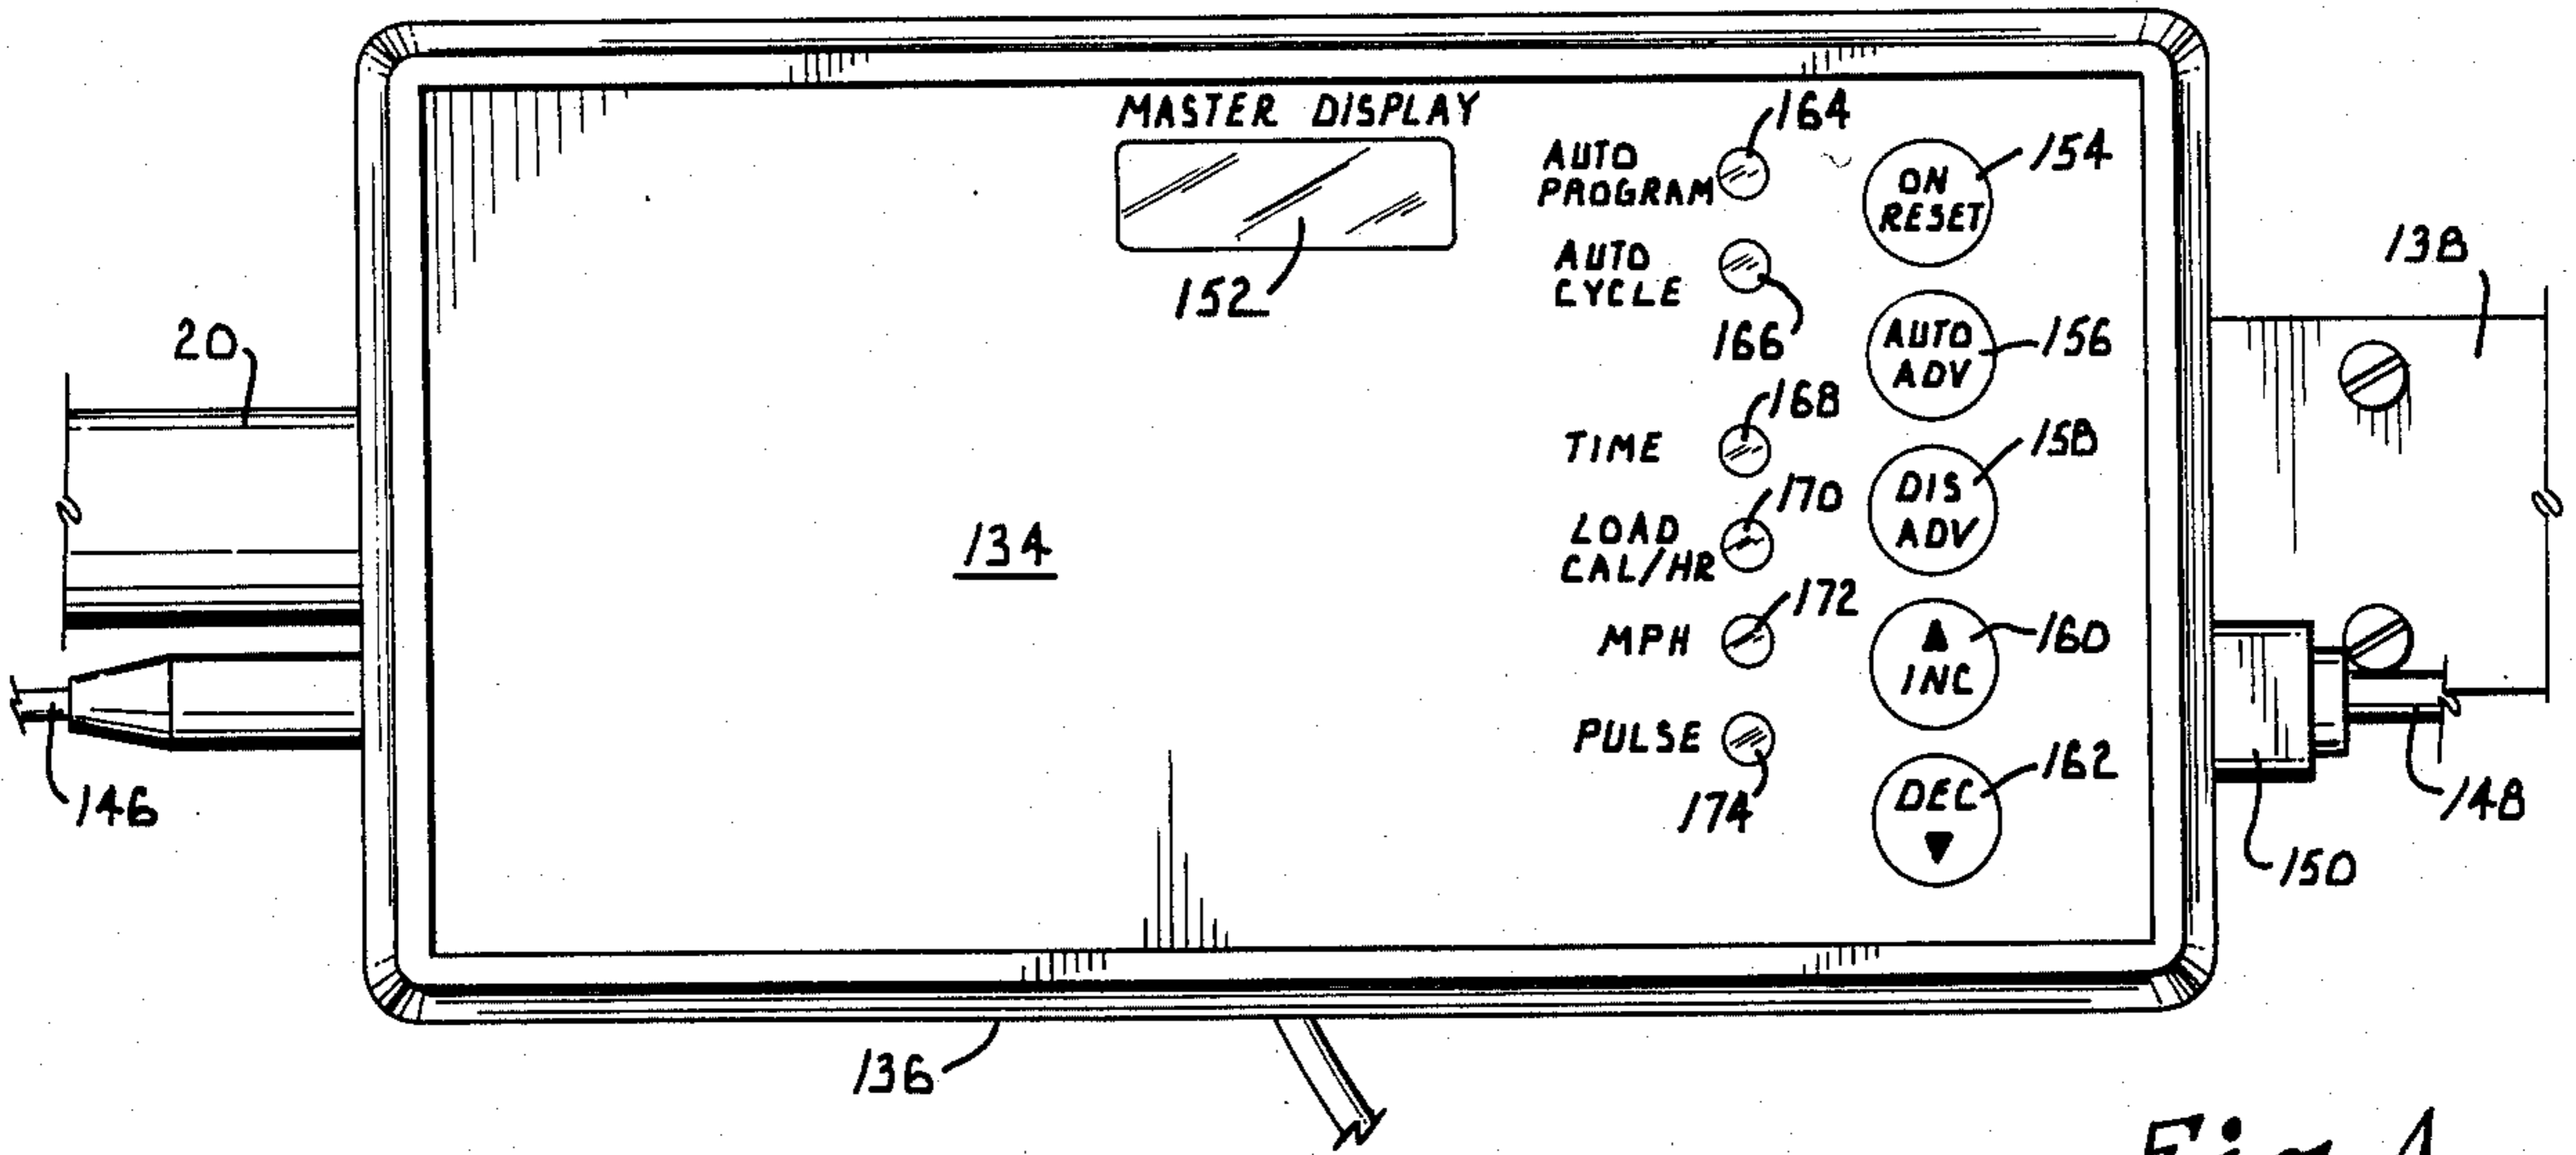 MASTER DISPLAY
152
AUTO
PROGRAM
164
AUTO
CYCLE
166
TIME
168
LOAD
CAL/HR
170
MPH
172
PULSE
174
ON
RESET
154
AUTO
ADV
156
DIS
ADV
158
▲
INC
160
DEC
▼
162
20
134
138
146
148
150
136